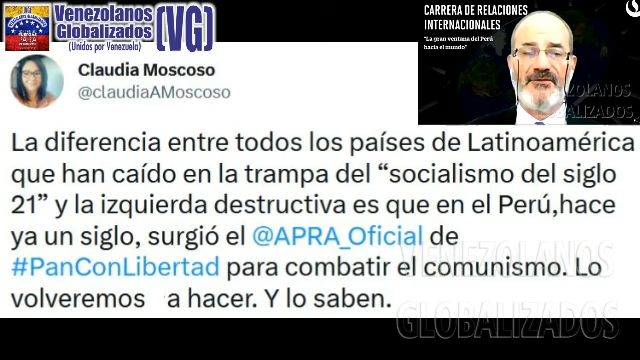 Venezolanos
Globalizados
(Unidos por Venezuela)
(VG)
CARRERA DE RELACIONES
INTERNACIONALES
"La gran ventana del Perú
hacia el mundo"
Claudia Moscoso
@claudiaAMoscoso
La diferencia entre todos los países de Latinoamérica
que han caído en la trampa del “socialismo del siglo
21” y la izquierda destructiva es que en el Perú,hace
ya un siglo, surgió el @APRA_Oficial de
#PanConLibertad para combatir el comunismo. Lo
volveremos a hacer. Y lo saben.
VENEZOLANOS
GLOBALIZADOS